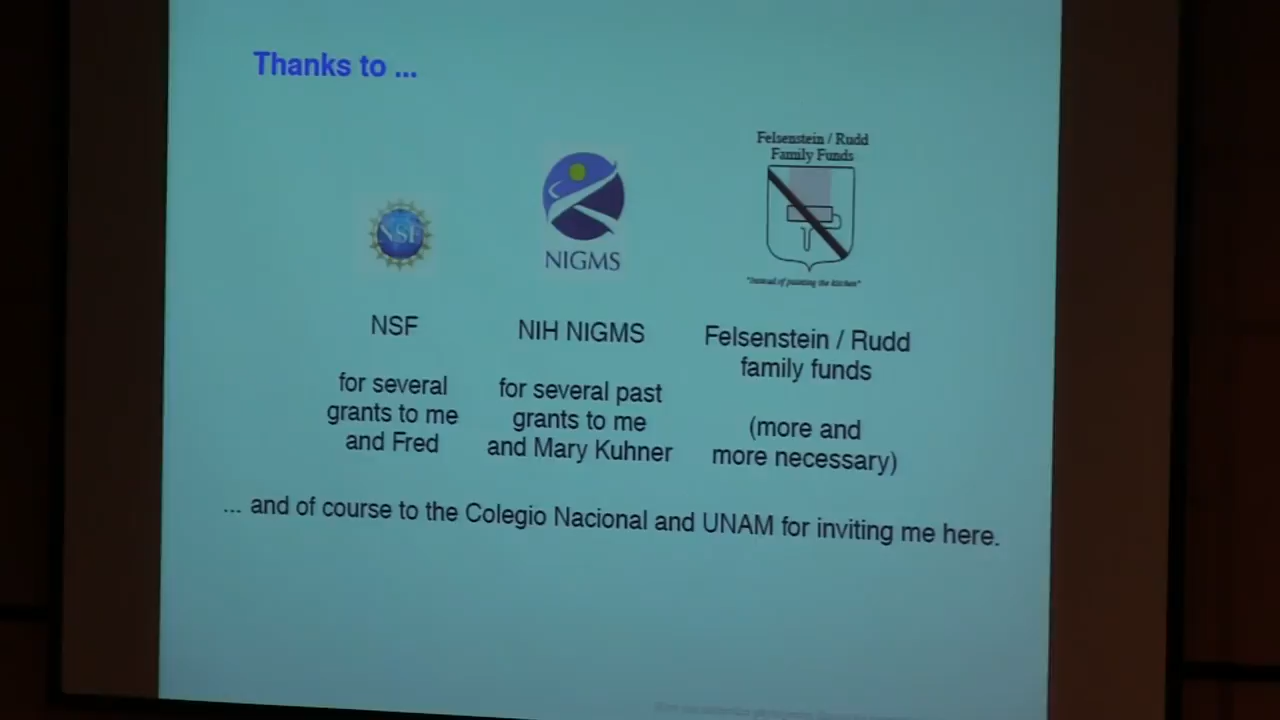 Thanks to ...
Felsenstein / Rudd
Family Funds
NSF
NIGMS
"Instead of painting the kitchen"
NSF
NIH NIGMS
Felsenstein / Rudd
family funds
for several
grants to me
and Fred
for several past
grants to me
and Mary Kuhner
(more and
more necessary)
... and of course to the Colegio Nacional and UNAM for inviting me here.